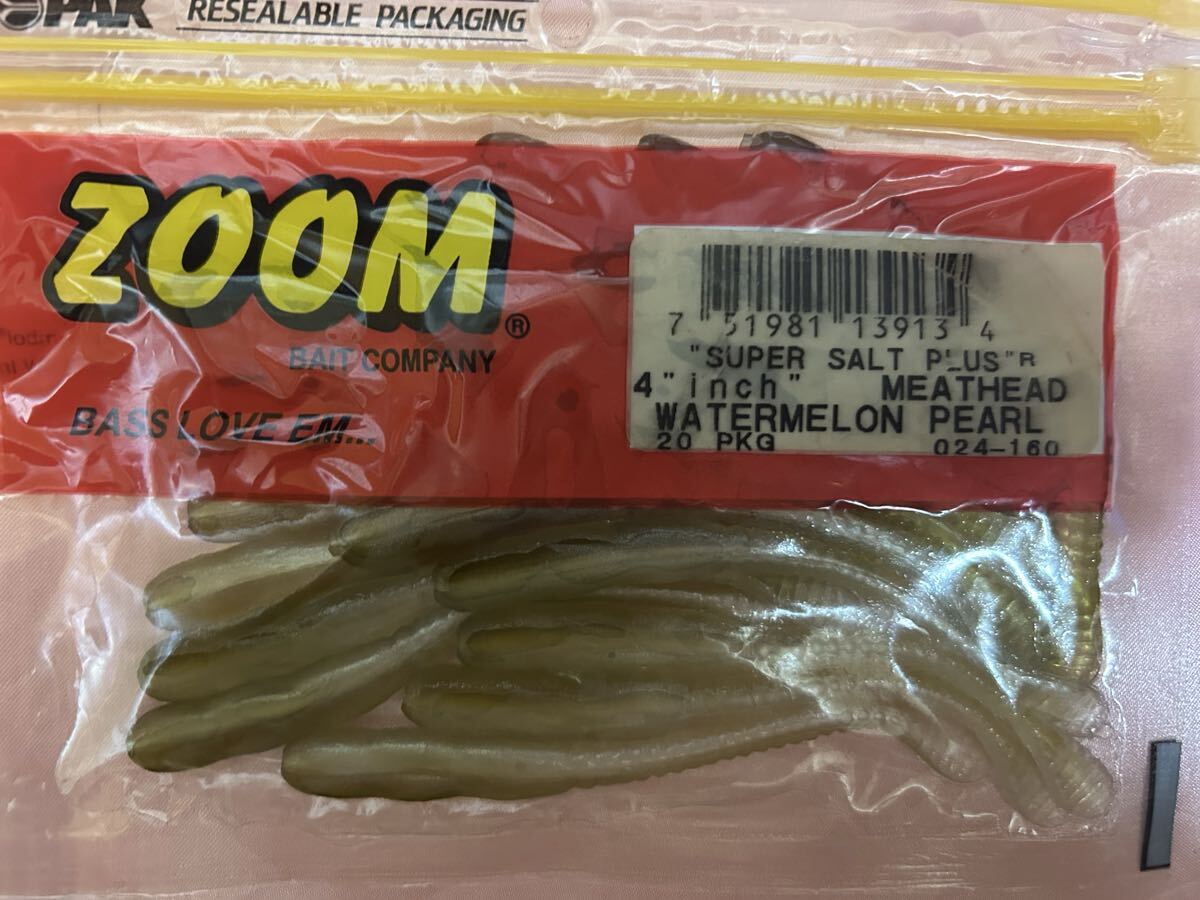 PAK RESEALABLE PACKAGING
ZOOM®
BAIT COMPANY
BASS LOVE EM...
7 51981 13913 4
"SUPER SALT PLUS"R
4"inch" MEATHEAD
WATERMELON PEARL
20 PKG 024-160